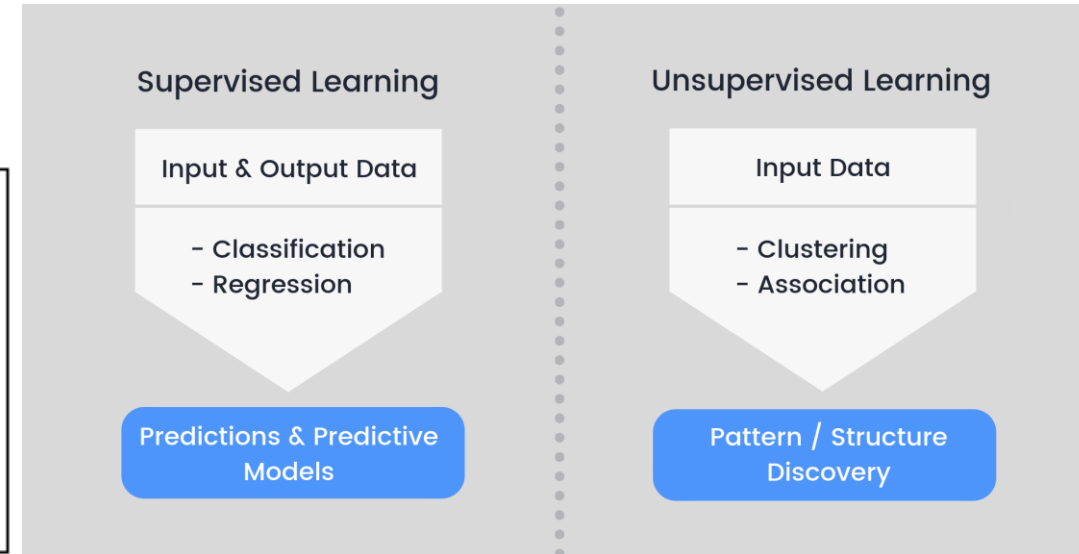 Supervised Learning
Input & Output Data
- Classification
- Regression
Predictions & Predictive
Models
Unsupervised Learning
Input Data
- Clustering
- Association
Pattern / Structure
Discovery